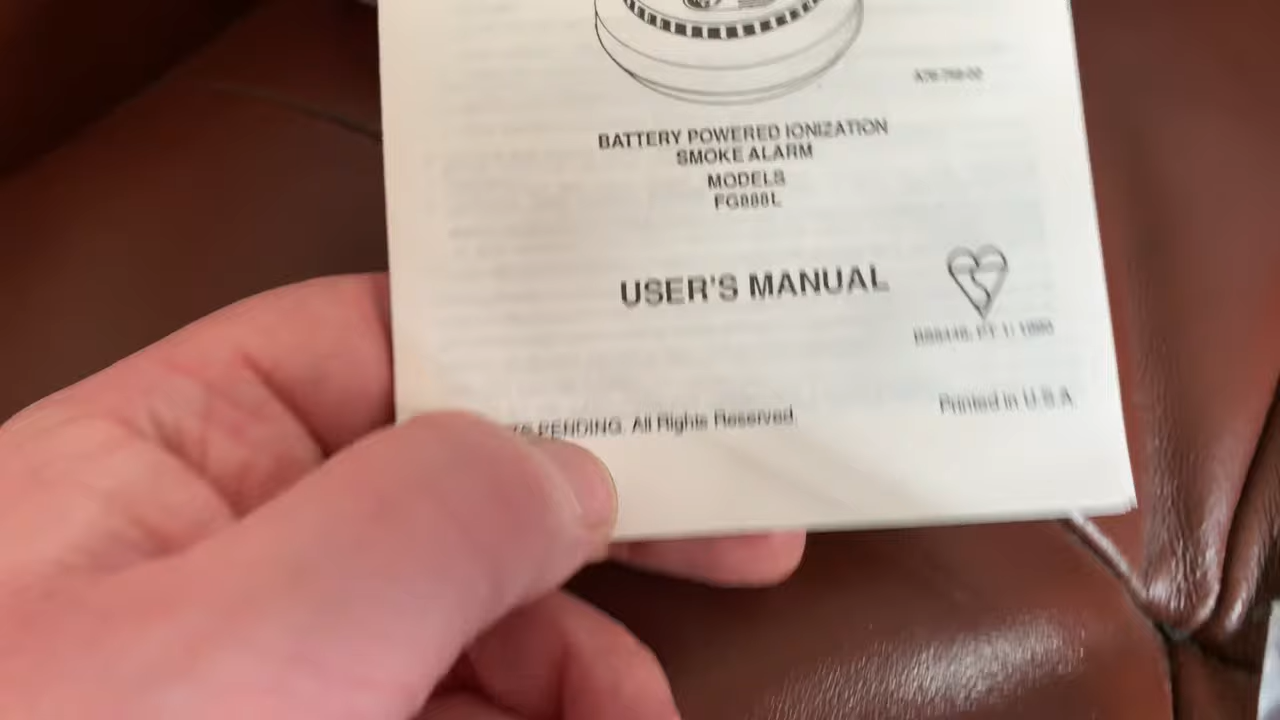 BATTERY POWERED IONIZATION
SMOKE ALARM
MODELS
FG888L
USER'S MANUAL
Printed in U.S.A.
PENDING. All Rights Reserved.